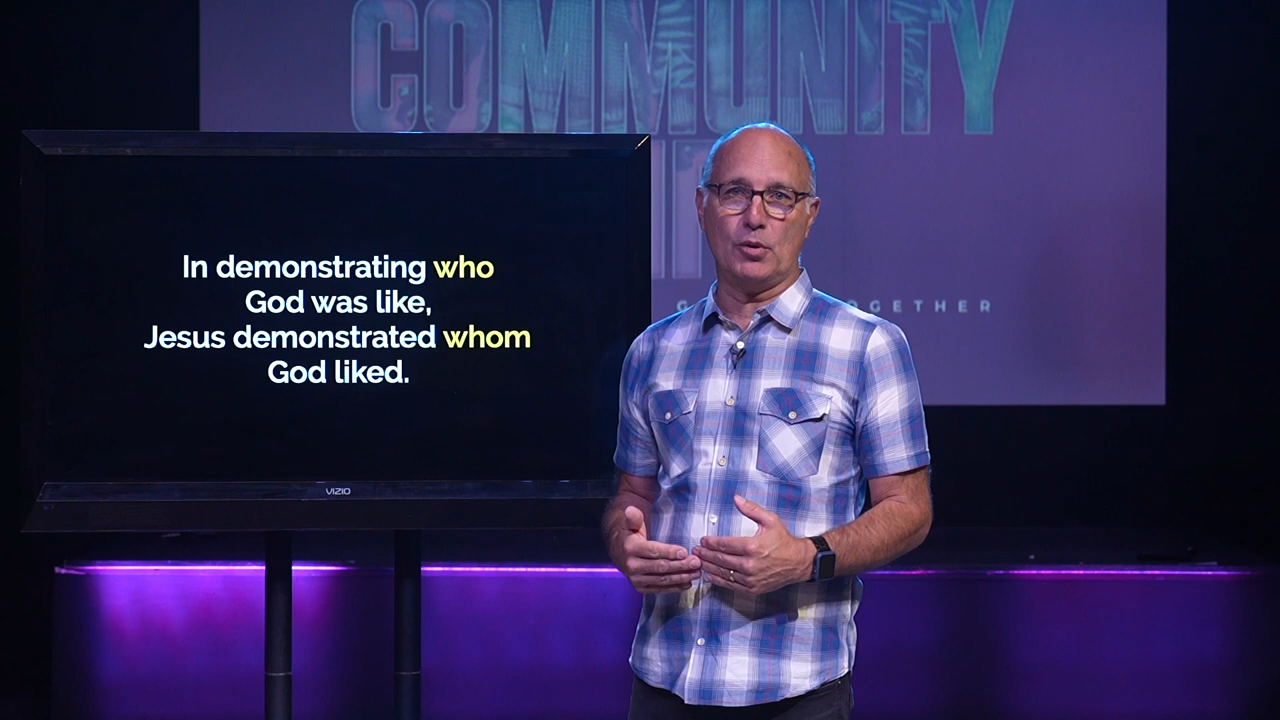 COMMUNITY
In demonstrating who
God was like,
Jesus demonstrated whom
God liked.
VIZIO